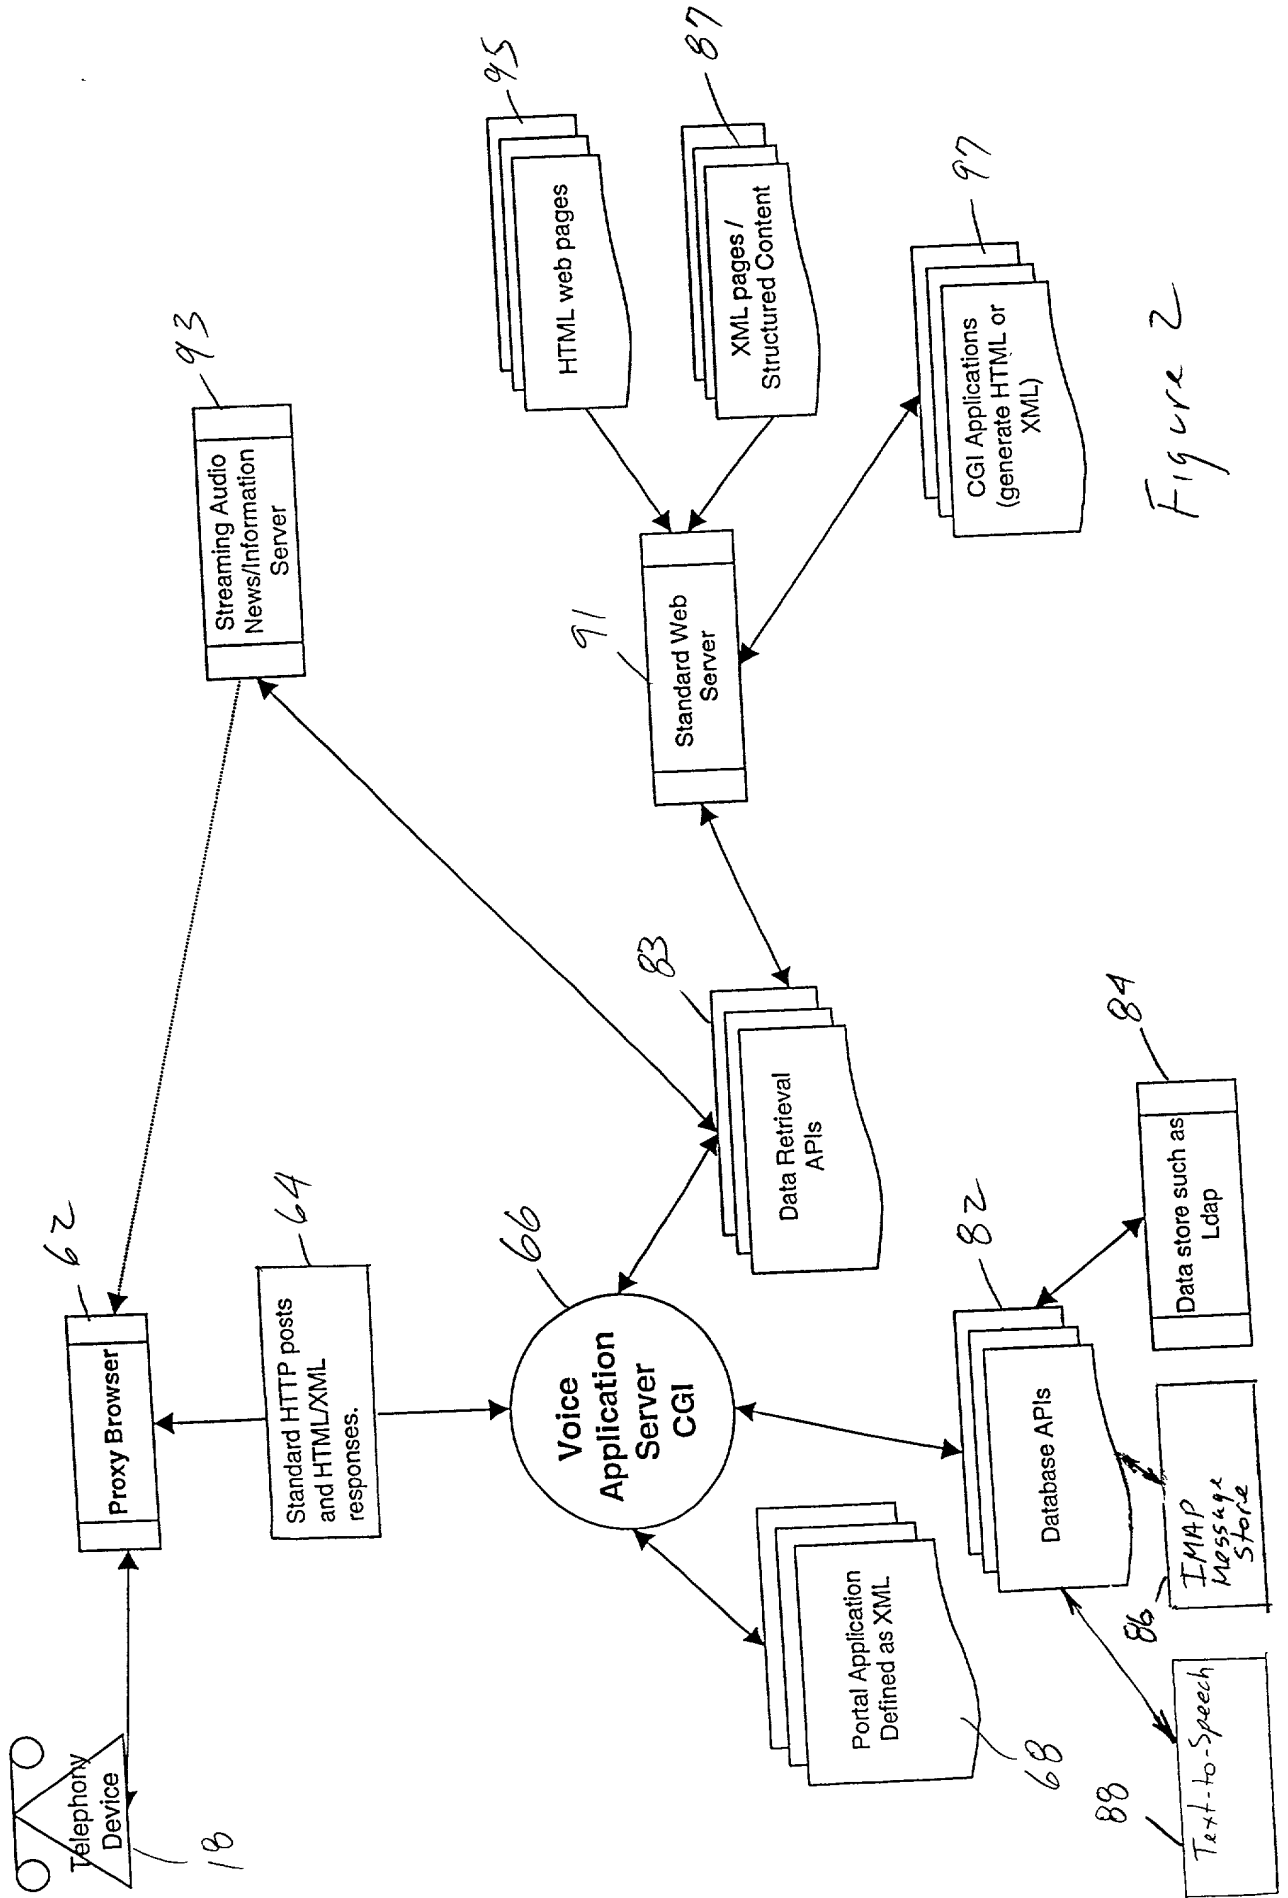 Telephony
Device
18
Proxy Browser
62
Standard HTTP posts
and HTML/XML
responses.
64
Streaming Audio
News/Information
Server
93
Voice
Application
Server
CGI
66
Portal Application
Defined as XML
68
Data Retrieval
APIs
83
Standard Web
Server
91
HTML web pages
95
XML pages /
Structured Content
87
CGI Applications
(generate HTML or
XML)
97
Database APIs
82
Data store such as
Ldap
84
IMAP
Message
Store
86
Text-to-Speech
88
Figure 2